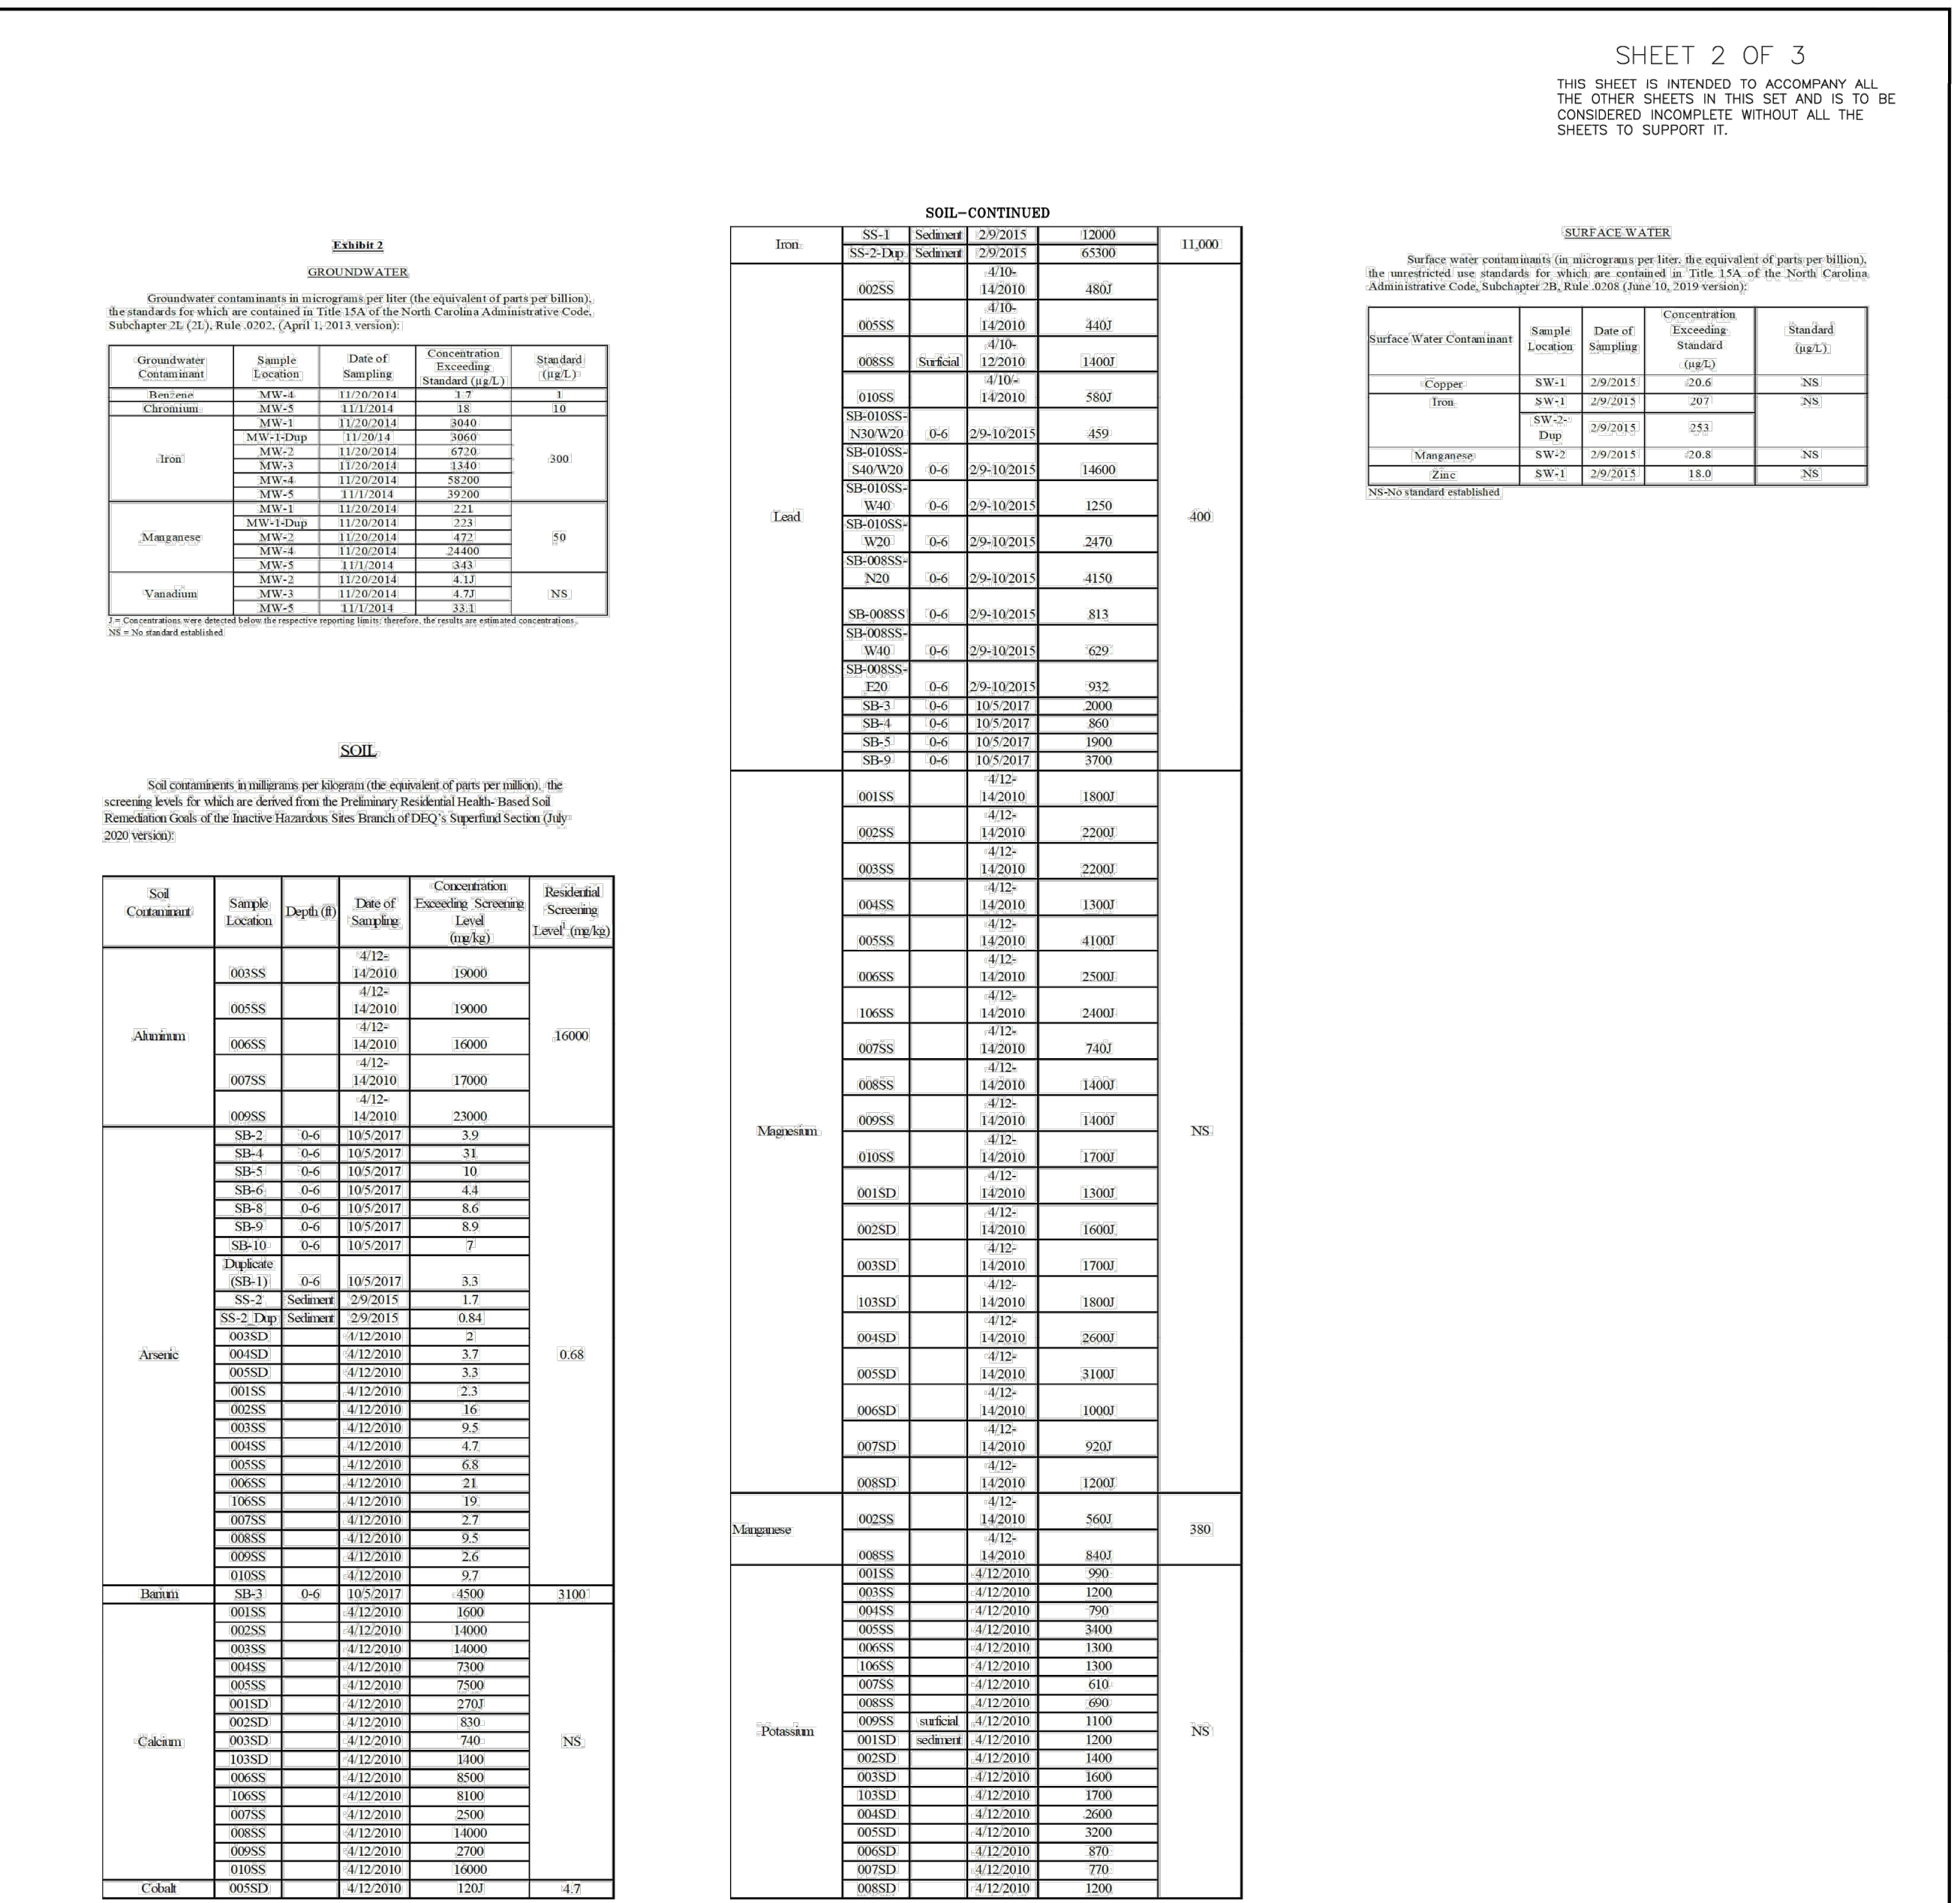 SHEET 2 OF 3
THIS SHEET IS INTENDED TO ACCOMPANY ALL
THE OTHER SHEETS IN THIS SET AND IS TO BE
CONSIDERED INCOMPLETE WITHOUT ALL THE
SHEETS TO SUPPORT IT.
Exhibit 2
GROUNDWATER
Groundwater contaminants in micrograms per liter (the equivalent of parts per billion),
the standards for which are contained in Title 15A of the North Carolina Administrative Code,
Subchapter 2L (2L), Rule .0202, (April 1, 2013 version):
Groundwater Contaminant Sample Location Date of Sampling Concentration Exceeding Standard (µg/L) Standard (µg/L)
Benzene MW-4 11/20/2014 1.7 1
Chromium MW-5 11/1/2014 18 10
Iron MW-1 11/20/2014 3040 300
MW-1-Dup 11/20/14 3060
MW-2 11/20/2014 6720
MW-3 11/20/2014 1340
MW-4 11/20/2014 58200
MW-5 11/1/2014 39200
Manganese MW-1 11/20/2014 221 50
MW-1-Dup 11/20/2014 223
MW-2 11/20/2014 472
MW-4 11/20/2014 24400
MW-5 11/1/2014 343
Vanadium MW-2 11/20/2014 4.1J NS
MW-3 11/20/2014 4.7J
MW-5 11/1/2014 33.1
J = Concentrations were detected below the respective reporting limits; therefore, the results are estimated concentrations.
NS = No standard established
SOIL
Soil contaminents in milligrams per kilogram (the equivalent of parts per million), the
screening levels for which are derived from the Preliminary Residential Health- Based Soil
Remediation Goals of the Inactive Hazardous Sites Branch of DEQ's Superfund Section (July
2020 version):
Soil Contaminant Sample Location Depth (ft) Date of Sampling Concentration Exceeding Screening Level (mg/kg) Residential Screening Level¹ (mg/kg)
Aluminum 003SS 4/12-14/2010 19000 16000
005SS 4/12-14/2010 19000
006SS 4/12-14/2010 16000
007SS 4/12-14/2010 17000
009SS 4/12-14/2010 23000
Arsenic SB-2 0-6 10/5/2017 3.9 0.68
SB-4 0-6 10/5/2017 31
SB-5 0-6 10/5/2017 10
SB-6 0-6 10/5/2017 4.4
SB-8 0-6 10/5/2017 8.6
SB-9 0-6 10/5/2017 8.9
SB-10 0-6 10/5/2017 7
Duplicate (SB-1) 0-6 10/5/2017 3.3
SS-2 Sediment 2/9/2015 1.7
SS-2_Dup Sediment 2/9/2015 0.84
003SD 4/12/2010 2
004SD 4/12/2010 3.7
005SD 4/12/2010 3.3
001SS 4/12/2010 2.3
002SS 4/12/2010 16
003SS 4/12/2010 9.5
004SS 4/12/2010 4.7
005SS 4/12/2010 6.8
006SS 4/12/2010 21
106SS 4/12/2010 19
007SS 4/12/2010 2.7
008SS 4/12/2010 9.5
009SS 4/12/2010 2.6
010SS 4/12/2010 9.7
Barium SB-3 0-6 10/5/2017 4500 3100
Calcium 001SS 4/12/2010 1600 NS
002SS 4/12/2010 14000
003SS 4/12/2010 14000
004SS 4/12/2010 7300
005SS 4/12/2010 7500
001SD 4/12/2010 270J
002SD 4/12/2010 830
003SD 4/12/2010 740
103SD 4/12/2010 1400
006SS 4/12/2010 8500
106SS 4/12/2010 8100
007SS 4/12/2010 2500
008SS 4/12/2010 14000
009SS 4/12/2010 2700
010SS 4/12/2010 16000
Cobalt 005SD 4/12/2010 120J 4.7
SOIL-CONTINUED
Iron SS-1 Sediment 2/9/2015 12000 11,000
SS-2-Dup Sediment 2/9/2015 65300
Lead 002SS 4/10-14/2010 480J 400
005SS 4/10-14/2010 440J
008SS Surficial 4/10-12/2010 1400J
010SS 4/10/-14/2010 580J
SB-010SS-N30/W20 0-6 2/9-10/2015 459
SB-010SS-S40/W20 0-6 2/9-10/2015 14600
SB-010SS-W40 0-6 2/9-10/2015 1250
SB-010SS-W20 0-6 2/9-10/2015 2470
SB-008SS-N20 0-6 2/9-10/2015 4150
SB-008SS 0-6 2/9-10/2015 813
SB-008SS-W40 0-6 2/9-10/2015 629
SB-008SS-E20 0-6 2/9-10/2015 932
SB-3 0-6 10/5/2017 2000
SB-4 0-6 10/5/2017 860
SB-5 0-6 10/5/2017 1900
SB-9 0-6 10/5/2017 3700
Magnesium 001SS 4/12-14/2010 1800J NS
002SS 4/12-14/2010 2200J
003SS 4/12-14/2010 2200J
004SS 4/12-14/2010 1300J
005SS 4/12-14/2010 4100J
006SS 4/12-14/2010 2500J
106SS 4/12-14/2010 2400J
007SS 4/12-14/2010 740J
008SS 4/12-14/2010 1400J
009SS 4/12-14/2010 1400J
010SS 4/12-14/2010 1700J
001SD 4/12-14/2010 1300J
002SD 4/12-14/2010 1600J
003SD 4/12-14/2010 1700J
103SD 4/12-14/2010 1800J
004SD 4/12-14/2010 2600J
005SD 4/12-14/2010 3100J
006SD 4/12-14/2010 1000J
007SD 4/12-14/2010 920J
008SD 4/12-14/2010 1200J
Manganese 002SS 4/12-14/2010 560J 380
008SS 4/12-14/2010 840J
Potassium 001SS 4/12/2010 990 NS
003SS 4/12/2010 1200
004SS 4/12/2010 790
005SS 4/12/2010 3400
006SS 4/12/2010 1300
106SS 4/12/2010 1300
007SS 4/12/2010 610
008SS 4/12/2010 690
009SS surficial 4/12/2010 1100
001SD sediment 4/12/2010 1200
002SD 4/12/2010 1400
003SD 4/12/2010 1600
103SD 4/12/2010 1700
004SD 4/12/2010 2600
005SD 4/12/2010 3200
006SD 4/12/2010 870
007SD 4/12/2010 770
008SD 4/12/2010 1200
SURFACE WATER
Surface water contaminants (in micrograms per liter, the equivalent of parts per billion),
the unrestricted use standards for which are contained in Title 15A of the North Carolina
Administrative Code, Subchapter 2B, Rule .0208 (June 10, 2019 version):
Surface Water Contaminant Sample Location Date of Sampling Concentration Exceeding Standard (µg/L) Standard (µg/L)
Copper SW-1 2/9/2015 20.6 NS
Iron SW-1 2/9/2015 207 NS
SW-2-Dup 2/9/2015 253
Manganese SW-2 2/9/2015 20.8 NS
Zinc SW-1 2/9/2015 18.0 NS
NS-No standard established